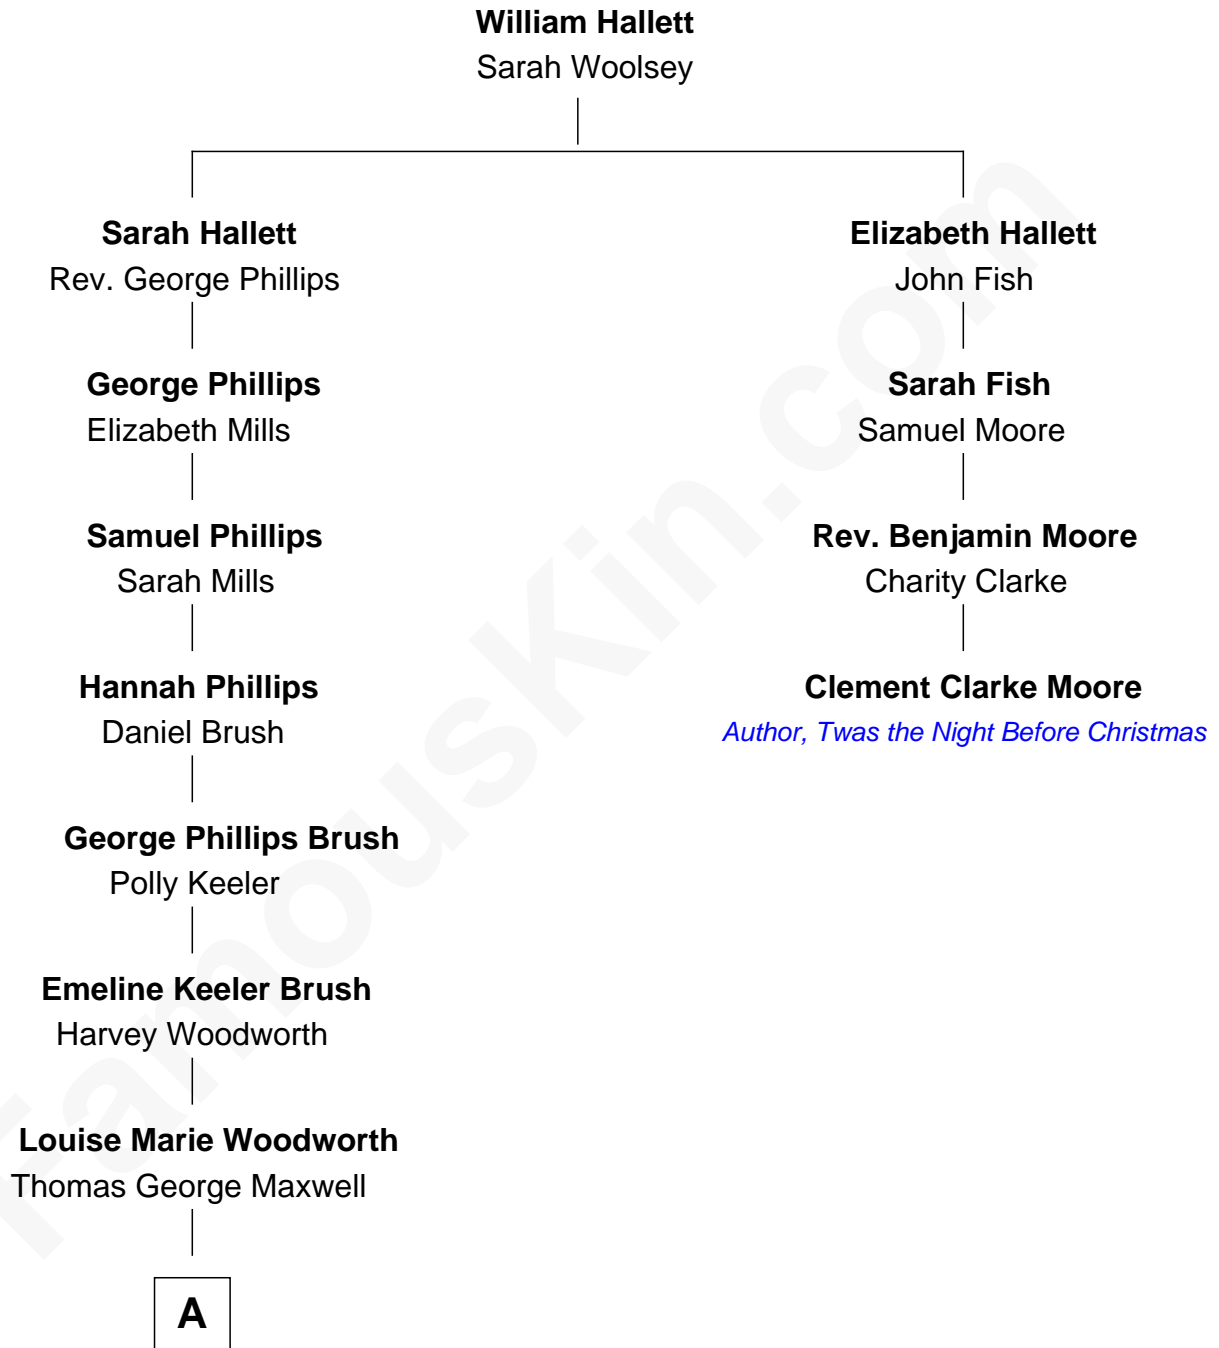 William Hallett
Sarah Woolsey
Sarah Hallett
Rev. George Phillips
Elizabeth Hallett
John Fish
George Phillips
Elizabeth Mills
Sarah Fish
Samuel Moore
Samuel Phillips
Sarah Mills
Rev. Benjamin Moore
Charity Clarke
Hannah Phillips
Daniel Brush
Clement Clarke Moore
Author, Twas the Night Before Christmas
George Phillips Brush
Polly Keeler
Emeline Keeler Brush
Harvey Woodworth
Louise Marie Woodworth
Thomas George Maxwell
A
FamousKin.com